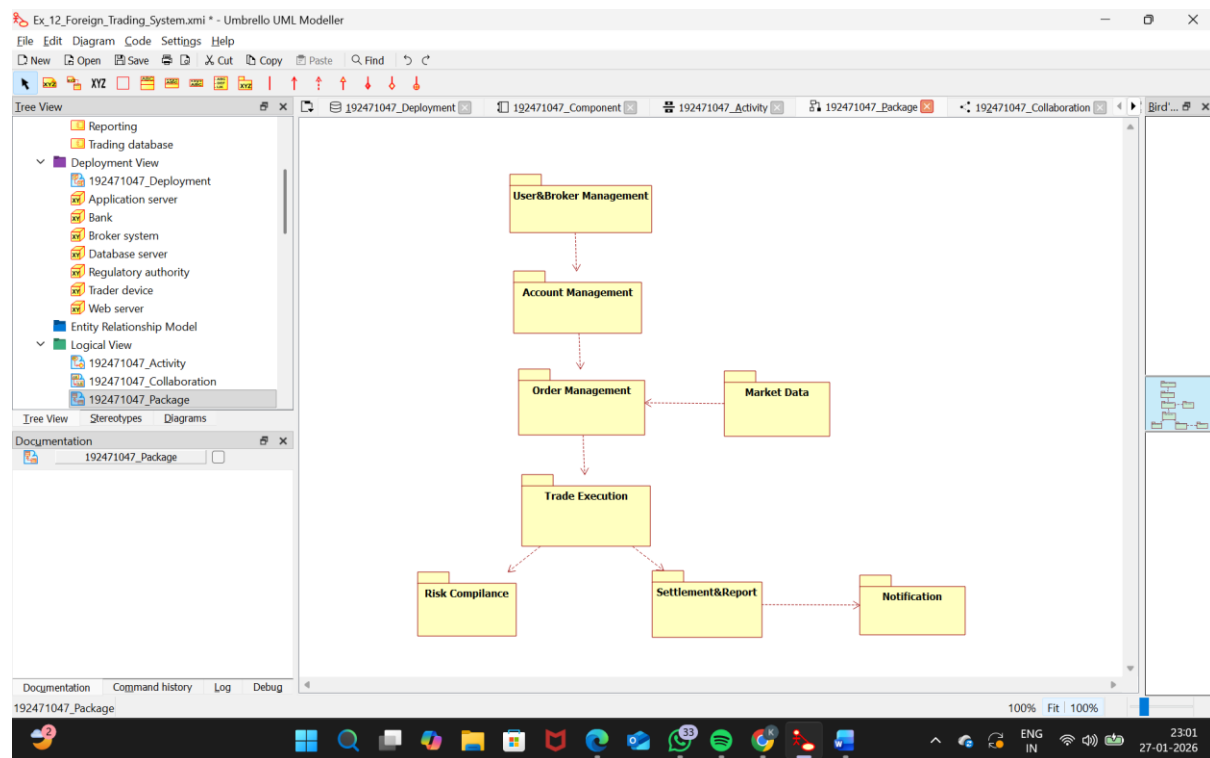 Ex_12_Foreign_Trading_System.xmi * - Umbrello UML Modeller
File Edit Diagram Code Settings Help
New Open Save Cut Copy Paste Find
XYZ
Tree View
192471047_Deployment 192471047_Component 192471047_Activity 192471047_Package 192471047_Collaboration
Bird'...
Reporting
Trading database
Deployment View
192471047_Deployment
Application server
Bank
Broker system
Database server
Regulatory authority
Trader device
Web server
Entity Relationship Model
Logical View
192471047_Activity
192471047_Collaboration
192471047_Package
Tree View Stereotypes Diagrams
Documentation
192471047_Package
User&Broker Management
Account Management
Order Management
Market Data
Trade Execution
Risk Compilance
Settlement&Report
Notification
Documentation Command history Log Debug
192471047_Package
100% Fit 100%
2
33
K
ENG
IN
23:01
27-01-2026